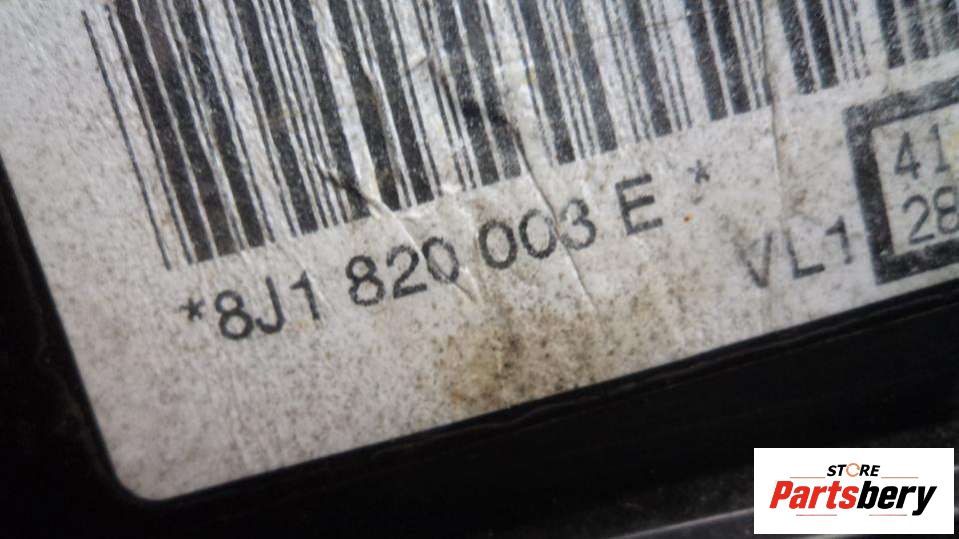 *8J1 820 003 E *
VL1
41
28
STORE
Partsbery